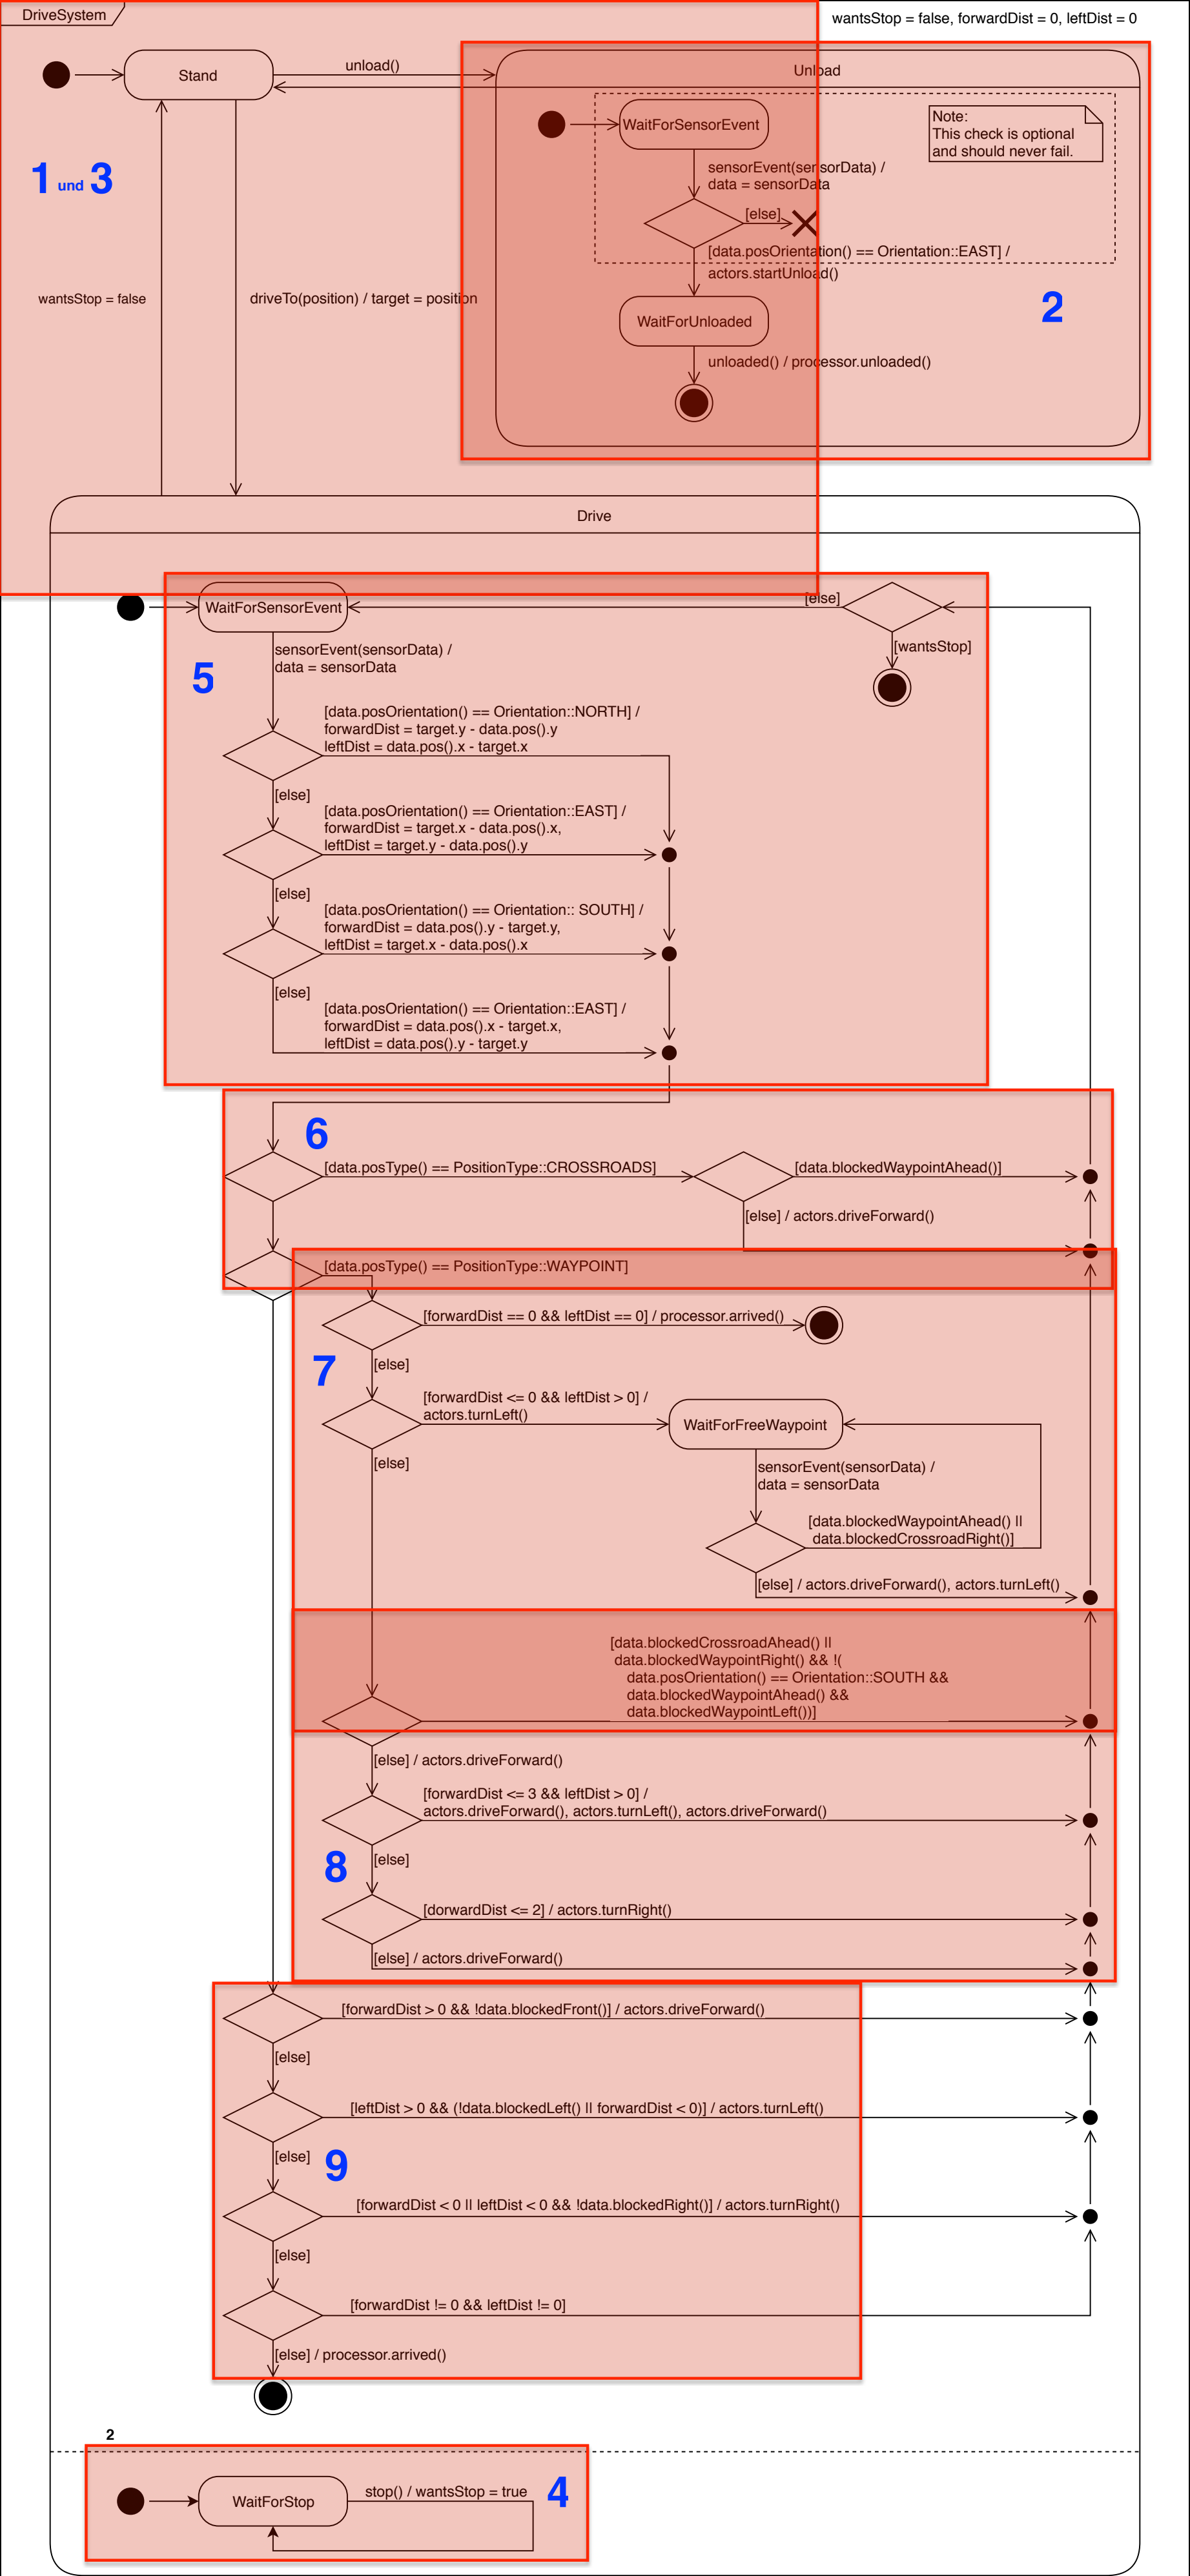 DriveSystem
wantsStop = false, forwardDist = 0, leftDist = 0
Stand
unload()
Unload
WaitForSensorEvent
Note:
This check is optional
and should never fail.
sensorEvent(sensorData) /
data = sensorData
1 und 3
[else]
[data.posOrientation() == Orientation::EAST] /
actors.startUnload()
wantsStop = false
driveTo(position) / target = position
2
WaitForUnloaded
unloaded() / processor.unloaded()
Drive
WaitForSensorEvent
[else]
[wantsStop]
sensorEvent(sensorData) /
data = sensorData
5
[data.posOrientation() == Orientation::NORTH] /
forwardDist = target.y - data.pos().y
leftDist = data.pos().x - target.x
[else]
[data.posOrientation() == Orientation::EAST] /
forwardDist = target.x - data.pos().x,
leftDist = target.y - data.pos().y
[else]
[data.posOrientation() == Orientation:: SOUTH] /
forwardDist = data.pos().y - target.y,
leftDist = target.x - data.pos().x
[else]
[data.posOrientation() == Orientation::EAST] /
forwardDist = data.pos().x - target.x,
leftDist = data.pos().y - target.y
6
[data.posType() == PositionType::CROSSROADS]
[data.blockedWaypointAhead()]
[else] / actors.driveForward()
[data.posType() == PositionType::WAYPOINT]
[forwardDist == 0 && leftDist == 0] / processor.arrived()
7
[else]
[forwardDist <= 0 && leftDist > 0] /
actors.turnLeft()
WaitForFreeWaypoint
[else]
sensorEvent(sensorData) /
data = sensorData
[data.blockedWaypointAhead() ||
data.blockedCrossroadRight()]
[else] / actors.driveForward(), actors.turnLeft()
[data.blockedCrossroadAhead() ||
data.blockedWaypointRight() && !(
data.posOrientation() == Orientation::SOUTH &&
data.blockedWaypointAhead() &&
data.blockedWaypointLeft())]
[else] / actors.driveForward()
[forwardDist <= 3 && leftDist > 0] /
actors.driveForward(), actors.turnLeft(), actors.driveForward()
8
[else]
[dorwardDist <= 2] / actors.turnRight()
[else] / actors.driveForward()
[forwardDist > 0 && !data.blockedFront()] / actors.driveForward()
[else]
[leftDist > 0 && (!data.blockedLeft() || forwardDist < 0)] / actors.turnLeft()
[else]
9
[forwardDist < 0 || leftDist < 0 && !data.blockedRight()] / actors.turnRight()
[else]
[forwardDist != 0 && leftDist != 0]
[else] / processor.arrived()
2
WaitForStop
stop() / wantsStop = true
4